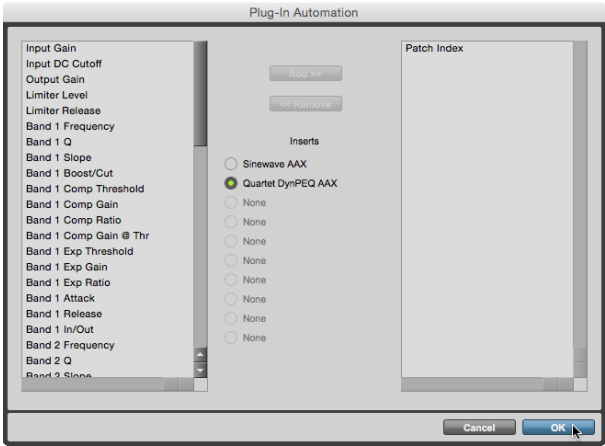 Plug-In Automation
Input Gain
Input DC Cutoff
Output Gain
Limiter Level
Limiter Release
Band 1 Frequency
Band 1 Q
Band 1 Slope
Band 1 Boost/Cut
Band 1 Comp Threshold
Band 1 Comp Gain
Band 1 Comp Ratio
Band 1 Comp Gain @ Thr
Band 1 Exp Threshold
Band 1 Exp Gain
Band 1 Exp Ratio
Band 1 Attack
Band 1 Release
Band 1 In/Out
Band 2 Frequency
Band 2 Q
Band 2 Slope
Add >>
<< Remove
Inserts
Sinewave AAX
Quartet DynPEQ AAX
None
None
None
None
None
None
None
None
Patch Index
Cancel
OK